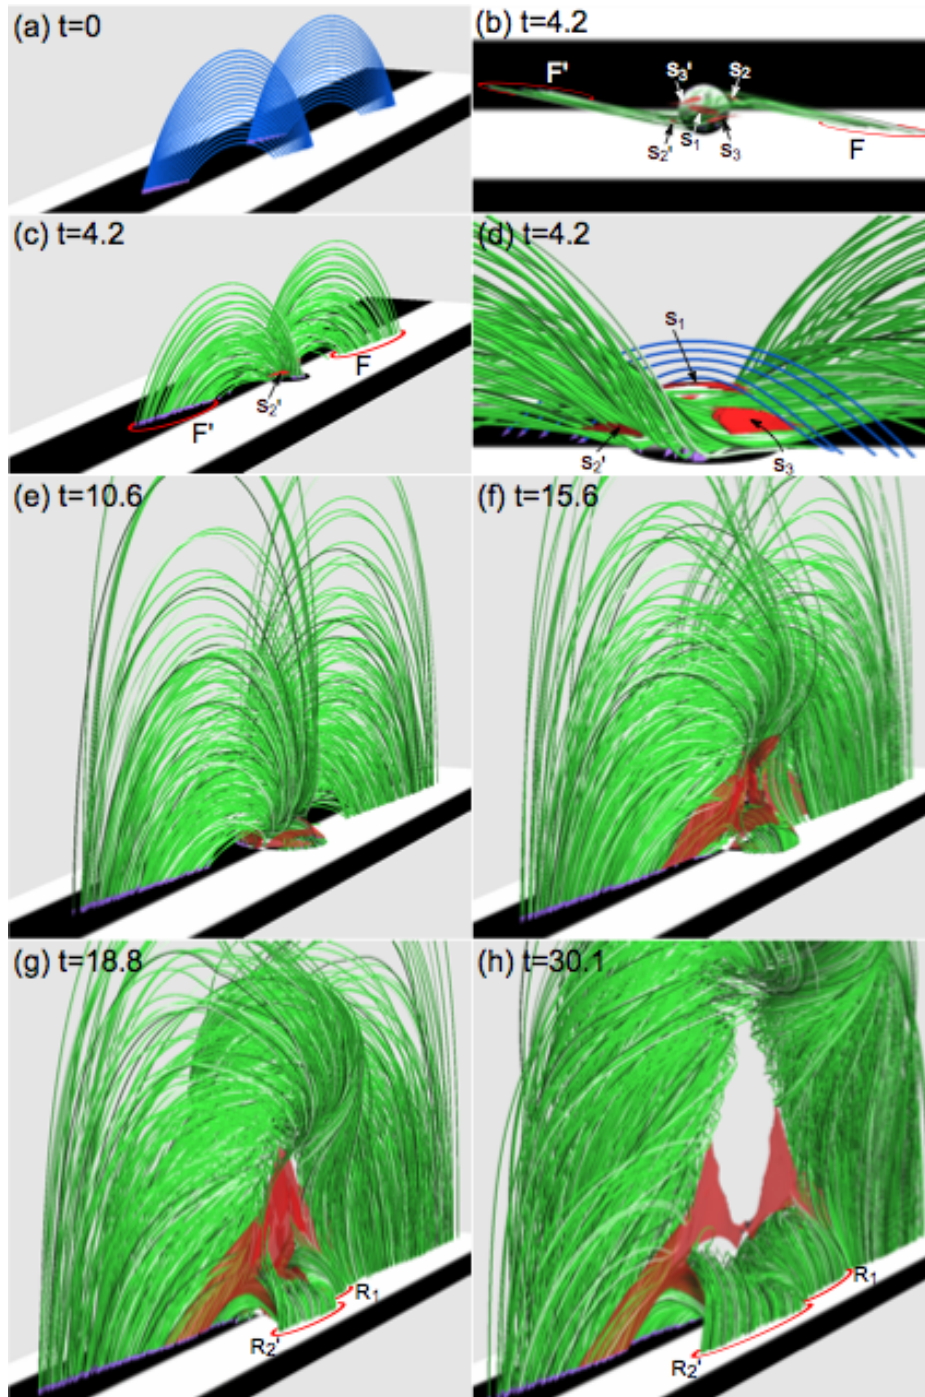 (a) t=0
(b) t=4.2
F'
S₃'
S₂
S₂'
S₁
S₃
F
(c) t=4.2
F
S₂'
F'
(d) t=4.2
S₁
S₂'
S₃
(e) t=10.6
(f) t=15.6
(g) t=18.8
R₁
R₂'
(h) t=30.1
R₁
R₂'